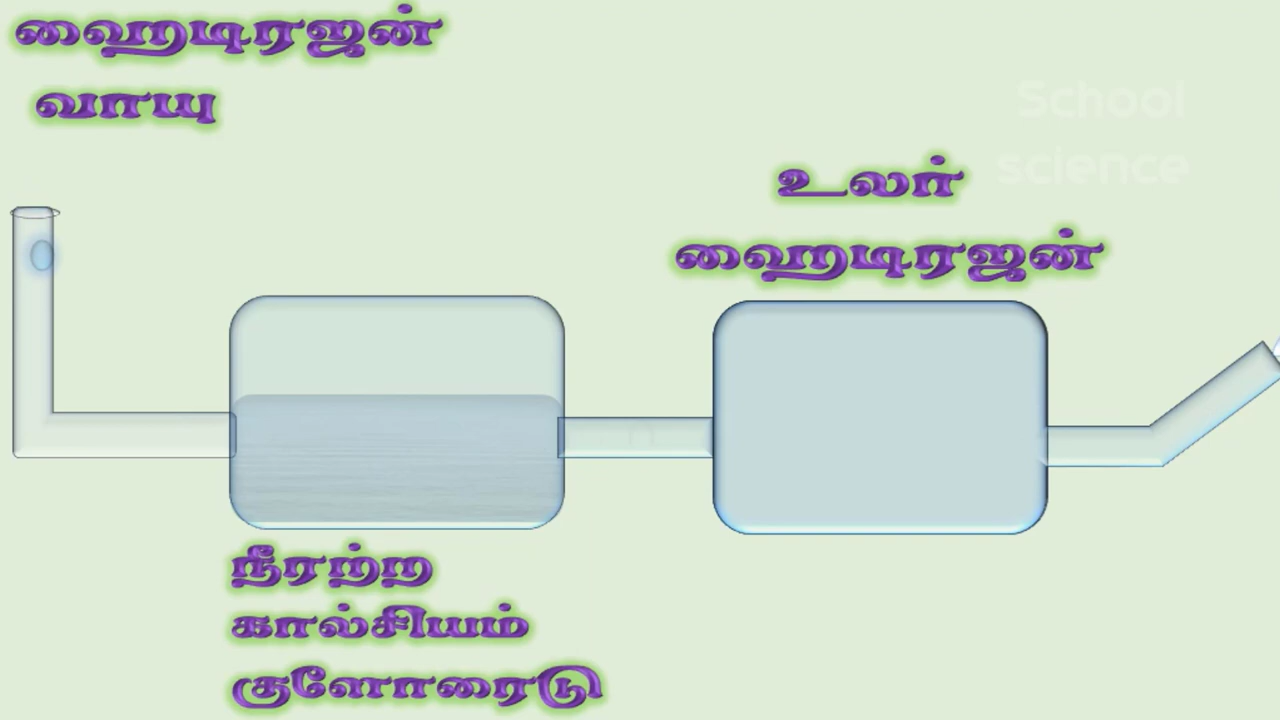 ஹைடிரஜன்
வாயு
School
science
உலர்
ஹைடிரஜன்
நீரற்ற
கால்சியம்
குளோரைடு